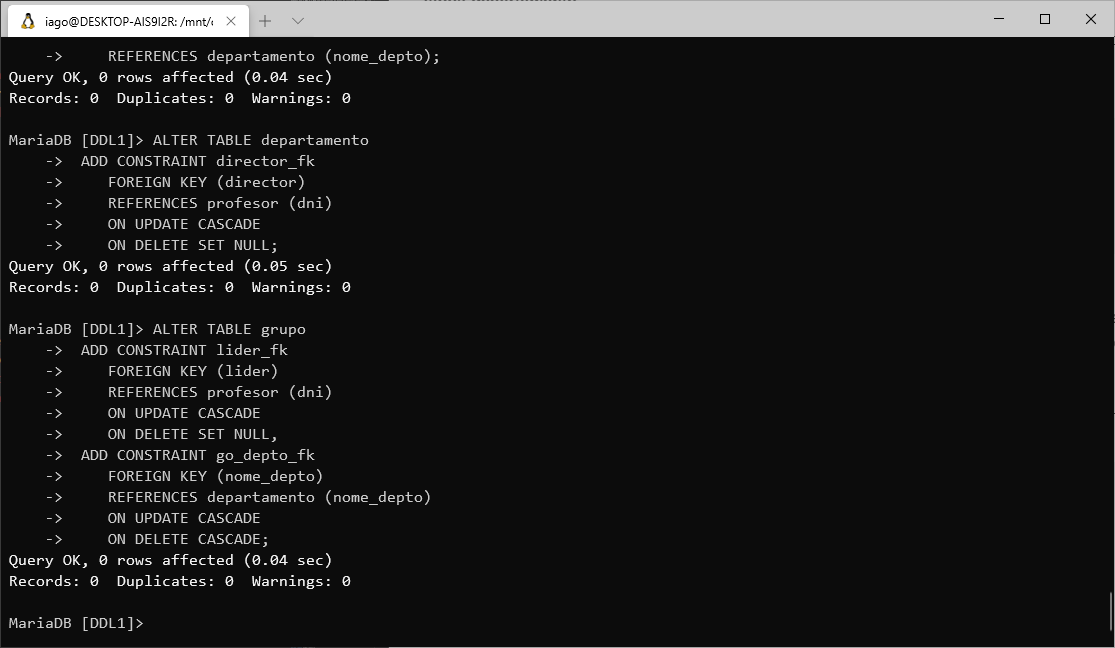 iago@DESKTOP-AIS9I2R: /mnt/
-> REFERENCES departamento (nome_depto);
Query OK, 0 rows affected (0.04 sec)
Records: 0  Duplicates: 0  Warnings: 0
MariaDB [DDL1]> ALTER TABLE departamento
-> ADD CONSTRAINT director_fk
-> FOREIGN KEY (director)
-> REFERENCES profesor (dni)
-> ON UPDATE CASCADE
-> ON DELETE SET NULL;
Query OK, 0 rows affected (0.05 sec)
Records: 0  Duplicates: 0  Warnings: 0
MariaDB [DDL1]> ALTER TABLE grupo
-> ADD CONSTRAINT lider_fk
-> FOREIGN KEY (lider)
-> REFERENCES profesor (dni)
-> ON UPDATE CASCADE
-> ON DELETE SET NULL,
-> ADD CONSTRAINT go_depto_fk
-> FOREIGN KEY (nome_depto)
-> REFERENCES departamento (nome_depto)
-> ON UPDATE CASCADE
-> ON DELETE CASCADE;
Query OK, 0 rows affected (0.04 sec)
Records: 0  Duplicates: 0  Warnings: 0
MariaDB [DDL1]>